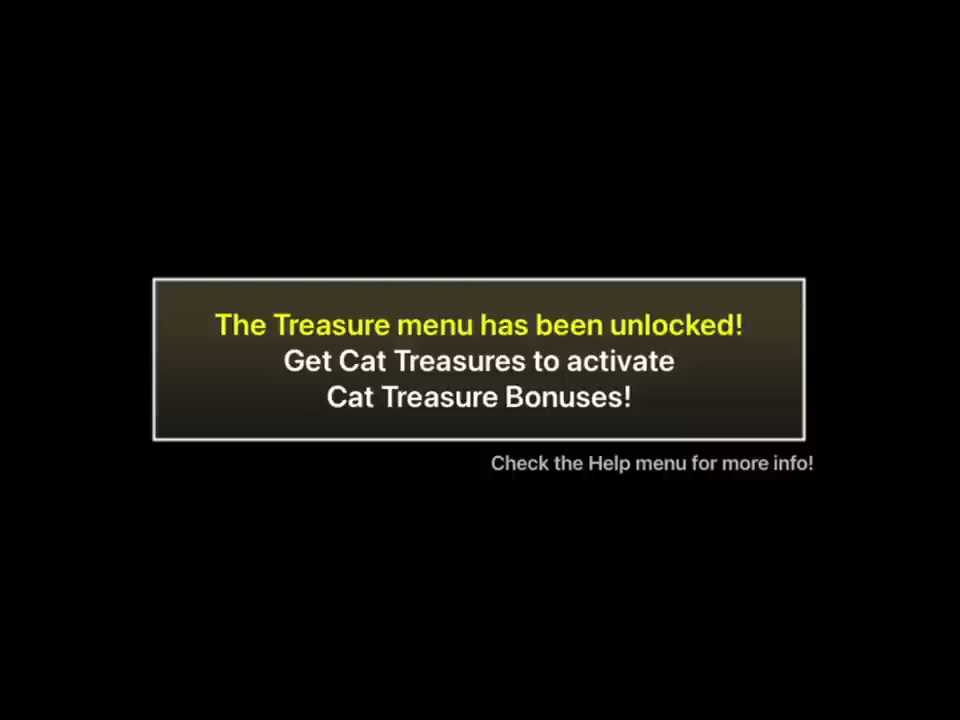 The Treasure menu has been unlocked!
Get Cat Treasures to activate
Cat Treasure Bonuses!
Check the Help menu for more info!